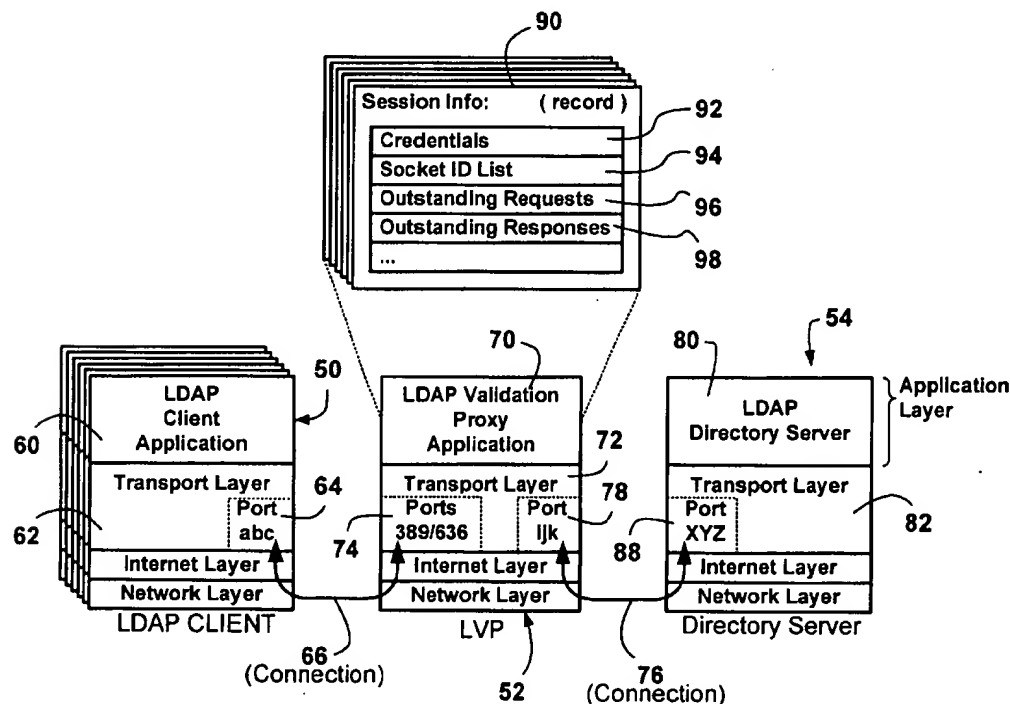 90
Session Info: ( record )
92
Credentials
94
Socket ID List
Outstanding Requests
96
Outstanding Responses
98
...
54
70
80
50
LDAP
Client
Application
LDAP Validation
Proxy
Application
LDAP
Directory Server
Application
Layer
60
72
Transport Layer
64
Transport Layer
78
Transport Layer
62
Port
abc
74
Ports
389/636
Port
ijk
88
Port
XYZ
82
Internet Layer
Internet Layer
Internet Layer
Network Layer
Network Layer
Network Layer
LDAP CLIENT
LVP
Directory Server
66
(Connection)
52
76
(Connection)